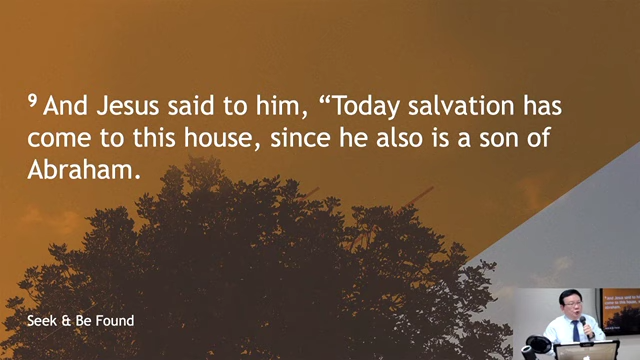 9 And Jesus said to him, “Today salvation has
come to this house, since he also is a son of
Abraham.
Seek & Be Found